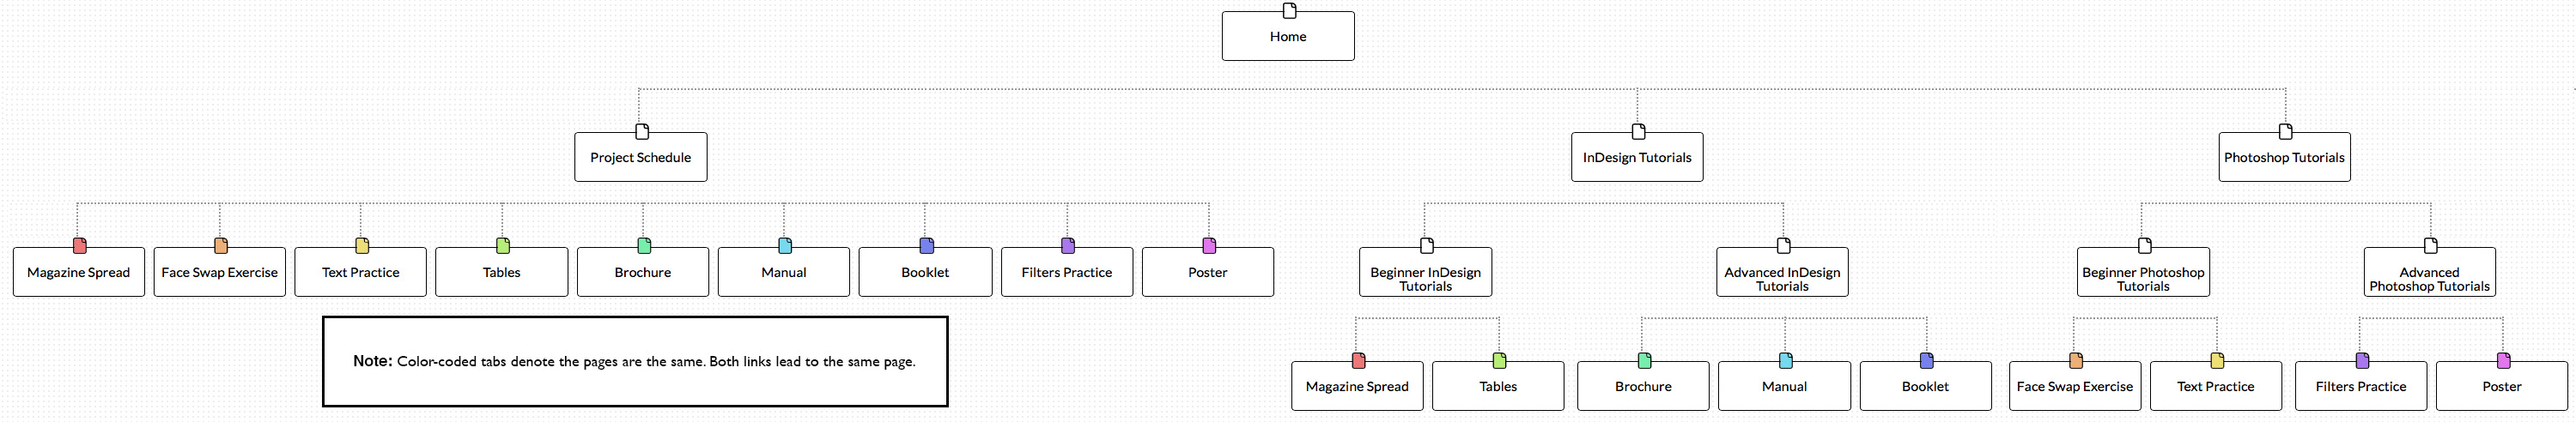 Home
Project Schedule
InDesign Tutorials
Photoshop Tutorials
Magazine Spread
Face Swap Exercise
Text Practice
Tables
Brochure
Manual
Booklet
Filters Practice
Poster
Beginner InDesign
Tutorials
Advanced InDesign
Tutorials
Beginner Photoshop
Tutorials
Advanced
Photoshop Tutorials
Note: Color-coded tabs denote the pages are the same. Both links lead to the same page.
Magazine Spread
Tables
Brochure
Manual
Booklet
Face Swap Exercise
Text Practice
Filters Practice
Poster